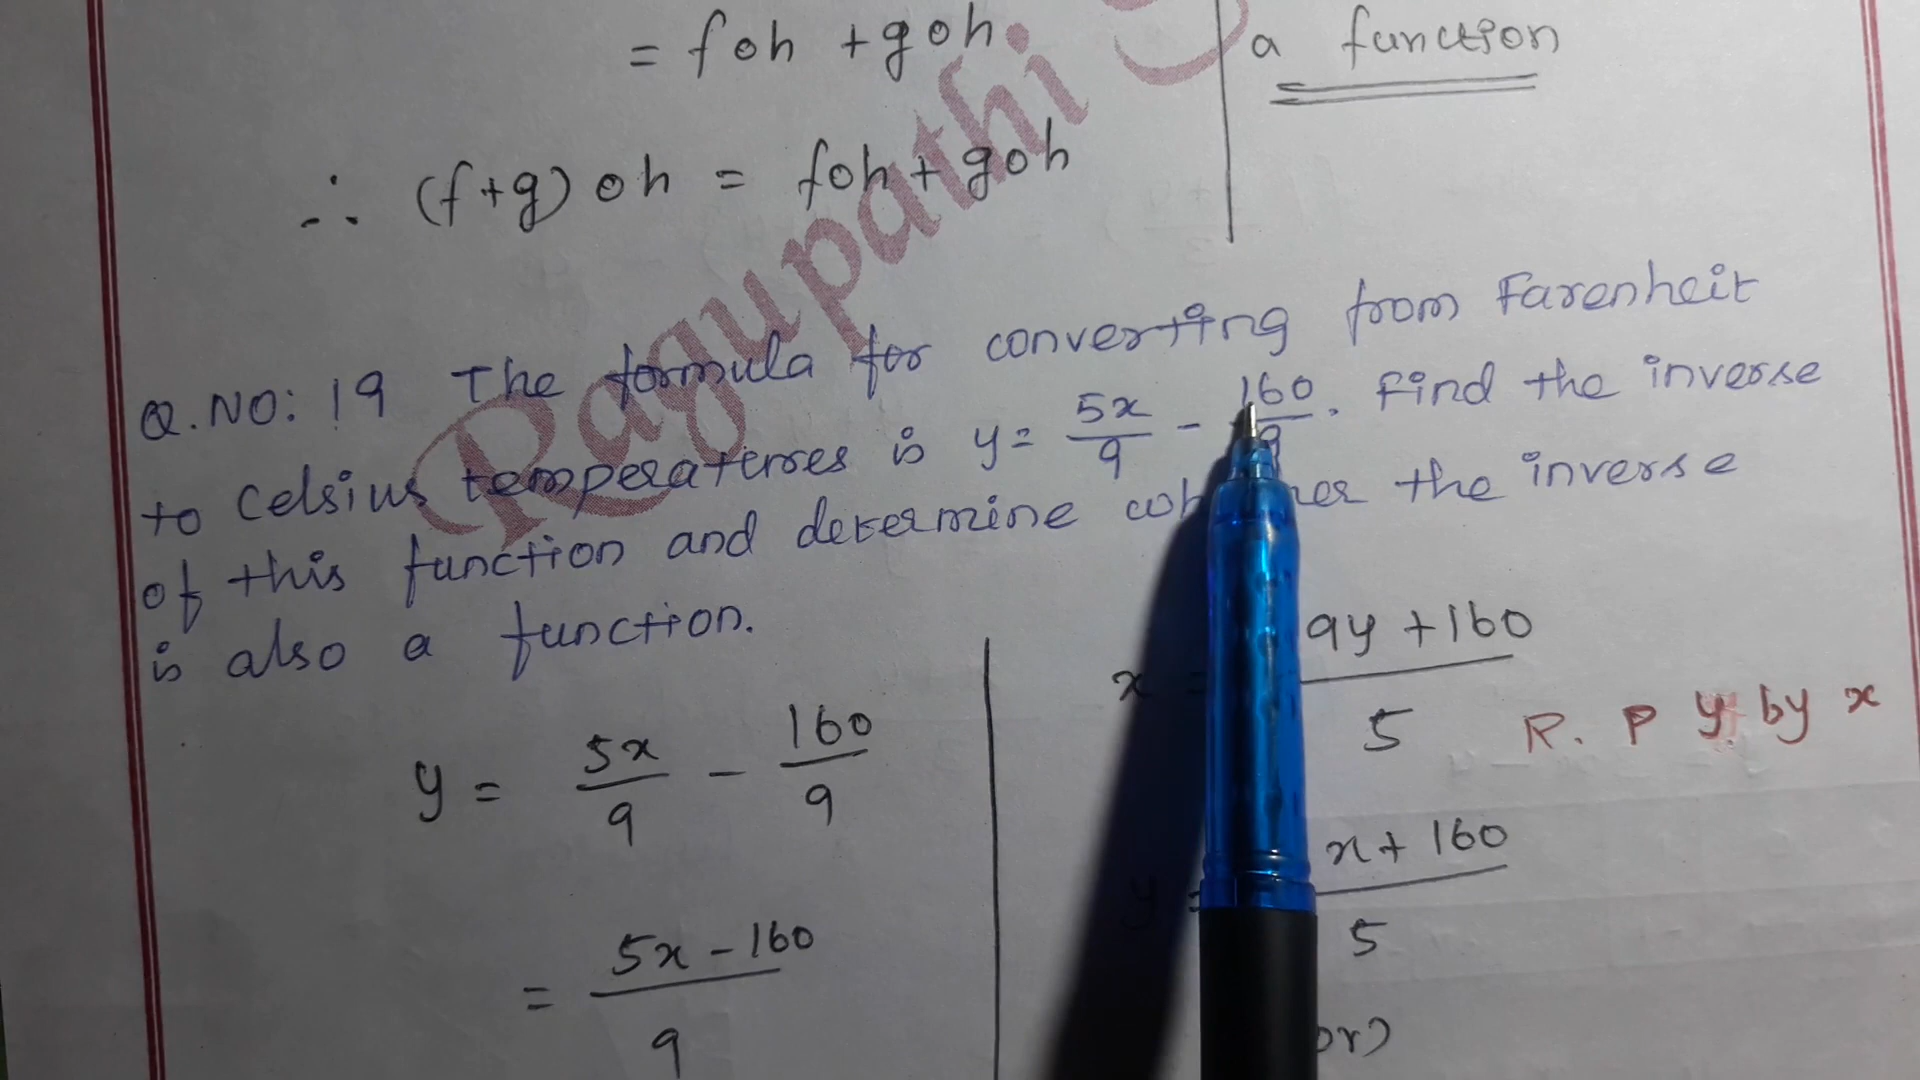 = foh + goh
a function
∴ (f+g) oh = foh + goh
Q.NO: 19 The formula for converting from Farenheit
to Celsius temperatures is y = 5x/9 - 160/9. Find the inverse
of this function and determine the inverse
is also a function.
y = 5x/9 - 160/9
= 5x - 160/9
x = 9y + 160/5 R. P y by x
y = x + 160/5
or)
Ragupathi